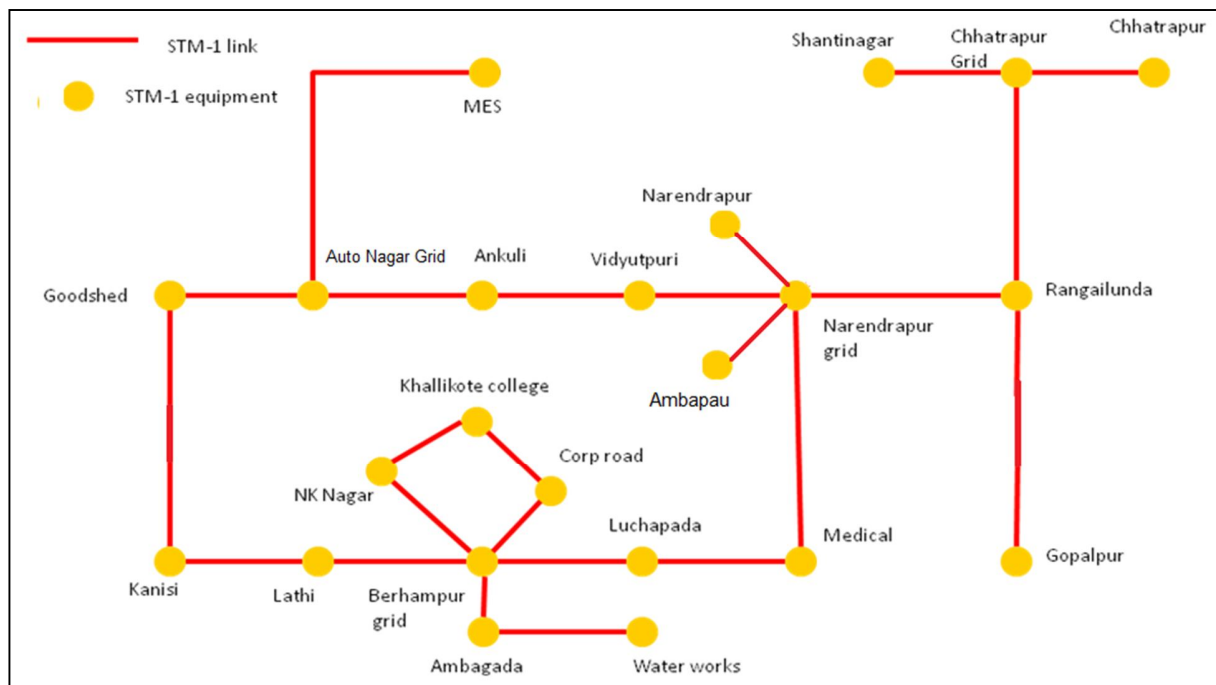 STM-1 link
STM-1 equipment
MES
Shantinagar
Chhatrapur
Grid
Chhatrapur
Narendrapur
Goodshed
Auto Nagar Grid
Ankuli
Vidyutpuri
Rangailunda
Narendrapur
grid
Ambapau
Khallikote college
Corp road
NK Nagar
Luchapada
Medical
Gopalpur
Kanisi
Lathi
Berhampur
grid
Ambagada
Water works